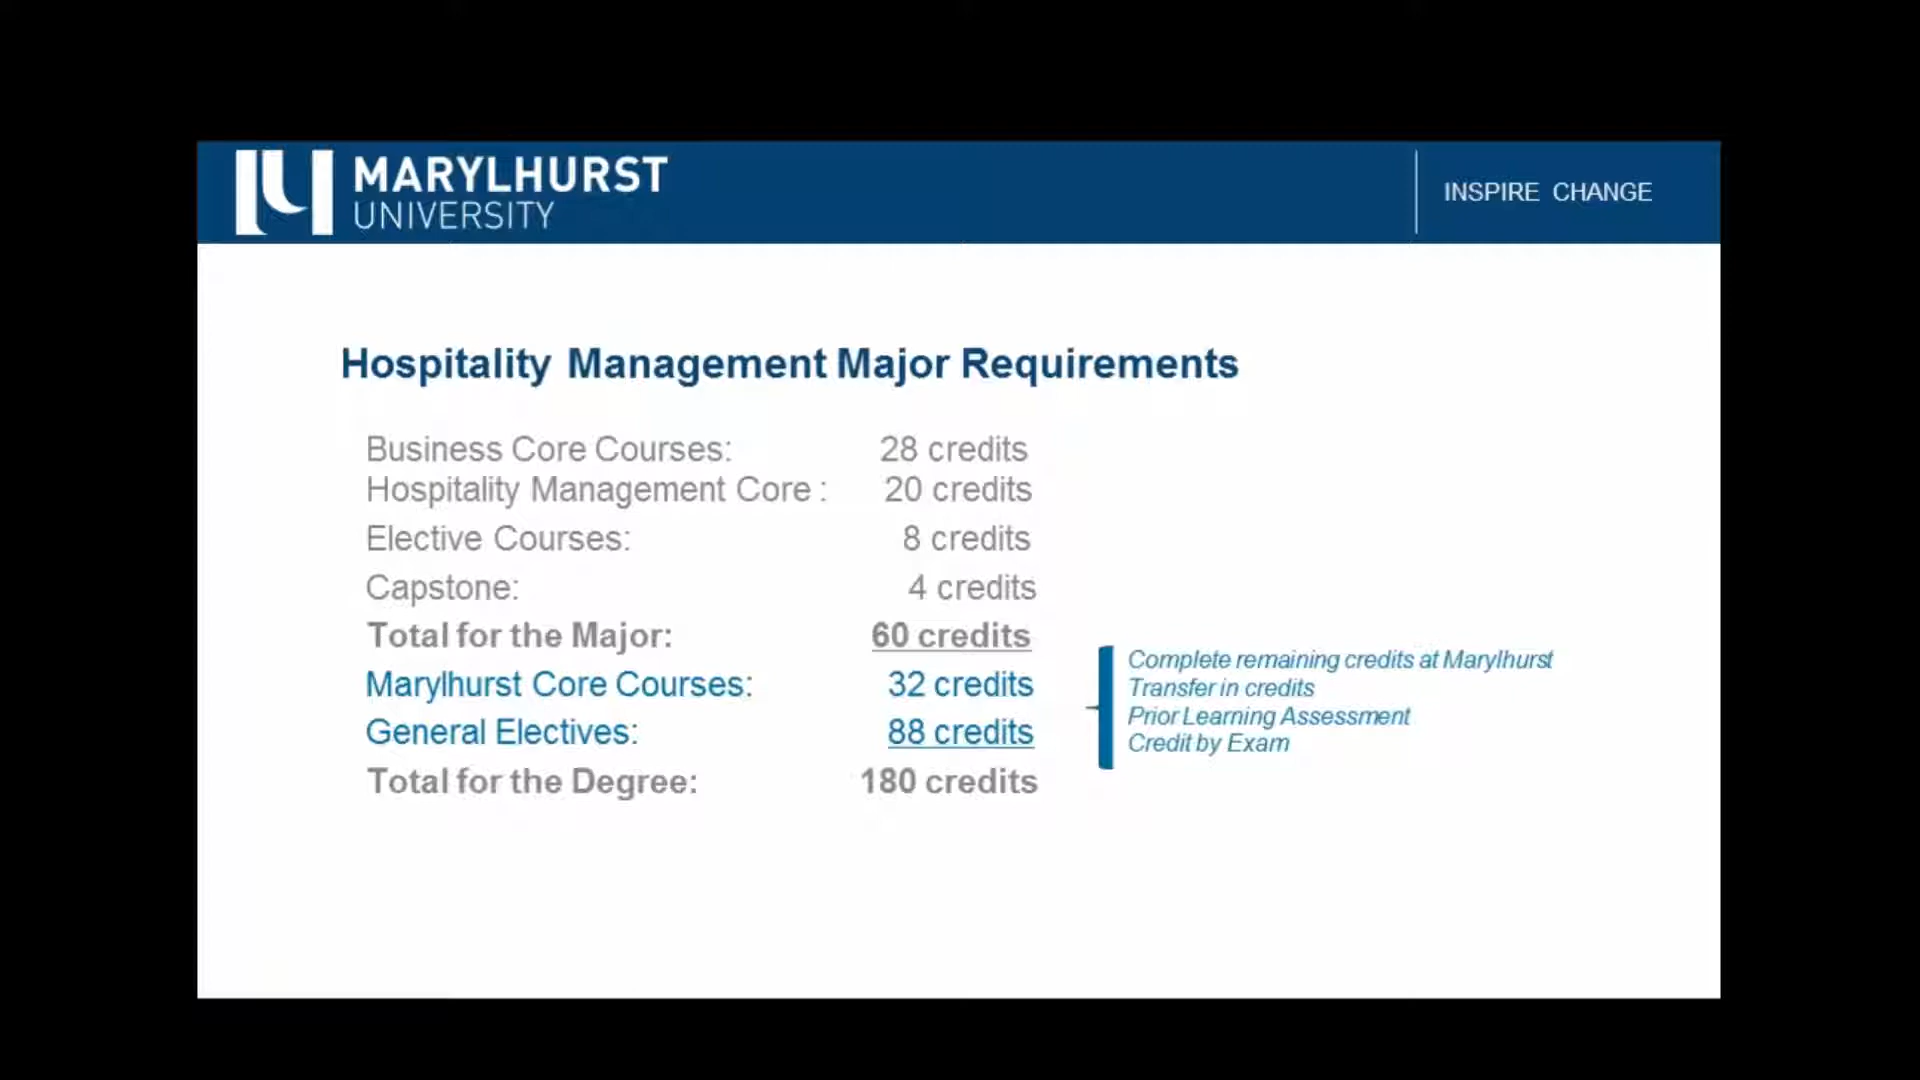 MARYLHURST
UNIVERSITY
INSPIRE CHANGE
Hospitality Management Major Requirements
Business Core Courses: 28 credits
Hospitality Management Core : 20 credits
Elective Courses: 8 credits
Capstone: 4 credits
Total for the Major: 60 credits
Marylhurst Core Courses: 32 credits
General Electives: 88 credits
Total for the Degree: 180 credits
Complete remaining credits at Marylhurst
Transfer in credits
Prior Learning Assessment
Credit by Exam